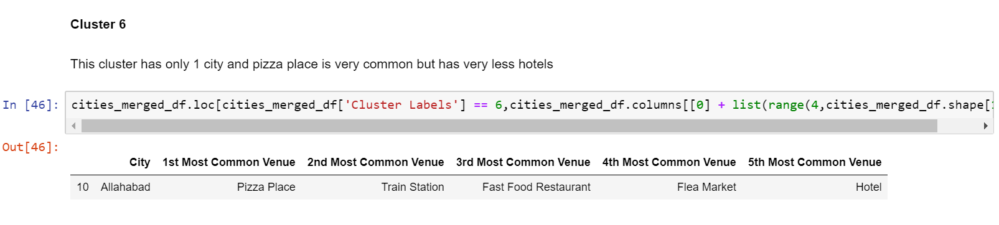 Cluster 6
This cluster has only 1 city and pizza place is very common but has very less hotels
In [46]: cities_merged_df.loc[cities_merged_df['Cluster Labels'] == 6,cities_merged_df.columns[[0] + list(range(4,cities_merged_df.shape[
Out[46]:
City 1st Most Common Venue 2nd Most Common Venue 3rd Most Common Venue 4th Most Common Venue 5th Most Common Venue
10 Allahabad Pizza Place Train Station Fast Food Restaurant Flea Market Hotel